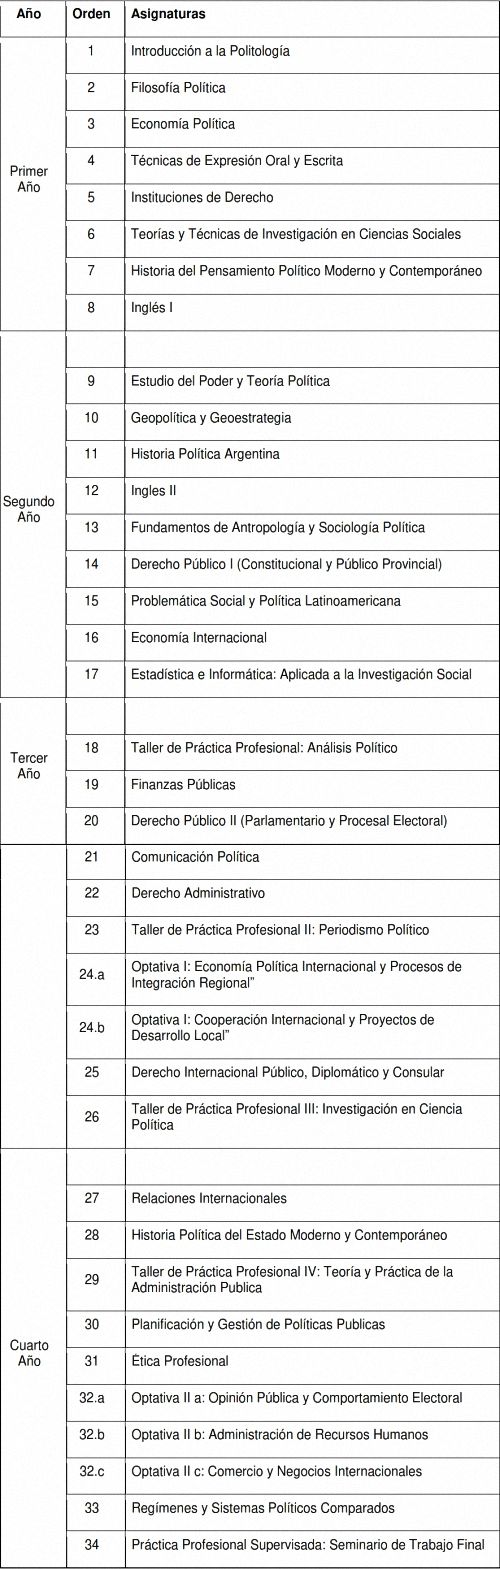 Año Orden Asignaturas
1 Introducción a la Politología
2 Filosofía Política
3 Economía Política
4 Técnicas de Expresión Oral y Escrita
Primer
Año
5 Instituciones de Derecho
6 Teorías y Técnicas de Investigación en Ciencias Sociales
7 Historia del Pensamiento Político Moderno y Contemporáneo
8 Inglés I
9 Estudio del Poder y Teoría Política
10 Geopolítica y Geoestrategia
11 Historia Política Argentina
12 Ingles II
Segundo
Año
13 Fundamentos de Antropología y Sociología Política
14 Derecho Público I (Constitucional y Público Provincial)
15 Problemática Social y Política Latinoamericana
16 Economía Internacional
17 Estadística e Informática: Aplicada a la Investigación Social
18 Taller de Práctica Profesional: Análisis Político
Tercer
Año
19 Finanzas Públicas
20 Derecho Público II (Parlamentario y Procesal Electoral)
21 Comunicación Política
22 Derecho Administrativo
23 Taller de Práctica Profesional II: Periodismo Político
24.a Optativa I: Economía Política Internacional y Procesos de
Integración Regional”
24.b Optativa I: Cooperación Internacional y Proyectos de
Desarrollo Local”
25 Derecho Internacional Público, Diplomático y Consular
26 Taller de Práctica Profesional III: Investigación en Ciencia
Política
27 Relaciones Internacionales
28 Historia Política del Estado Moderno y Contemporáneo
29 Taller de Práctica Profesional IV: Teoría y Práctica de la
Administración Publica
30 Planificación y Gestión de Políticas Publicas
Cuarto
Año
31 Ética Profesional
32.a Optativa II a: Opinión Pública y Comportamiento Electoral
32.b Optativa II b: Administración de Recursos Humanos
32.c Optativa II c: Comercio y Negocios Internacionales
33 Regímenes y Sistemas Políticos Comparados
34 Práctica Profesional Supervisada: Seminario de Trabajo Final